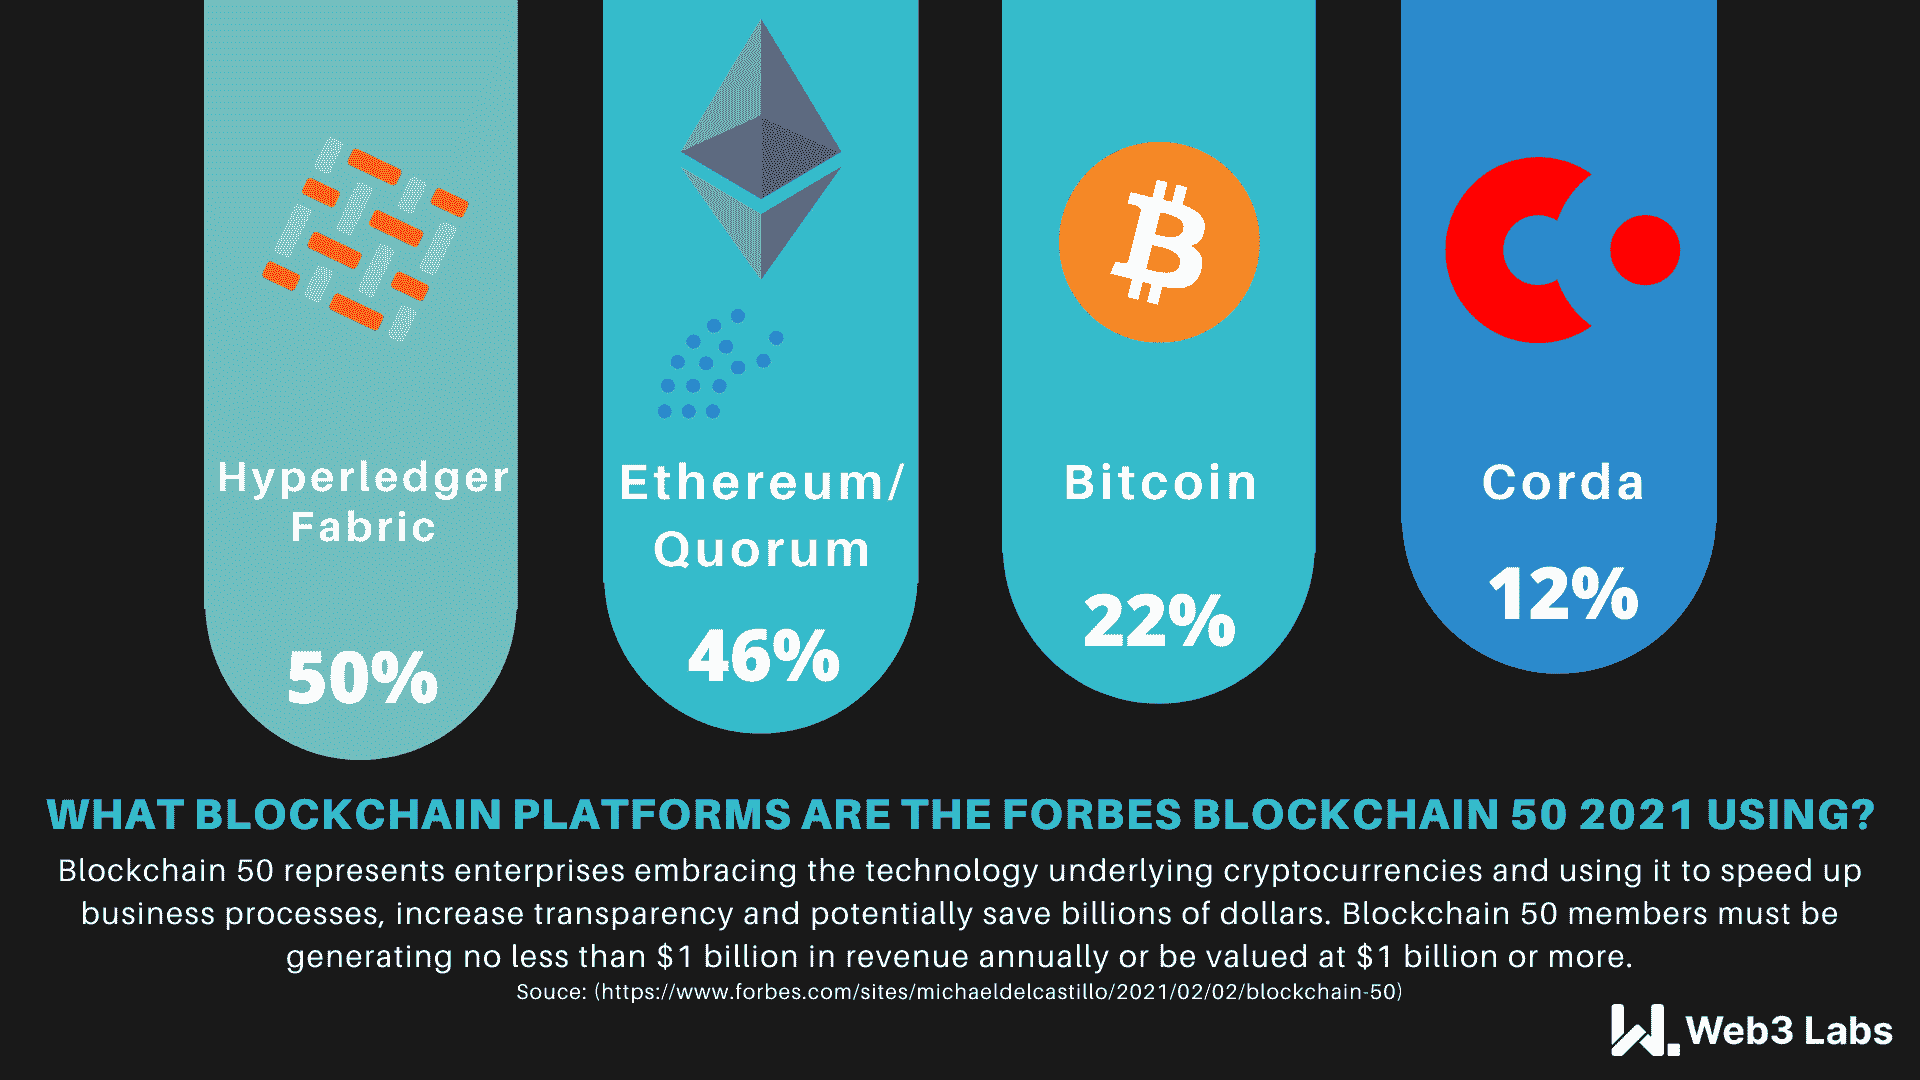 Hyperledger
Fabric
50%
Ethereum/
Quorum
46%
Bitcoin
22%
Corda
12%
WHAT BLOCKCHAIN PLATFORMS ARE THE FORBES BLOCKCHAIN 50 2021 USING?
Blockchain 50 represents enterprises embracing the technology underlying cryptocurrencies and using it to speed up
business processes, increase transparency and potentially save billions of dollars. Blockchain 50 members must be
generating no less than $1 billion in revenue annually or be valued at $1 billion or more.
Souce: (https://www.forbes.com/sites/michaeldelcastillo/2021/02/02/blockchain-50)
Web3 Labs